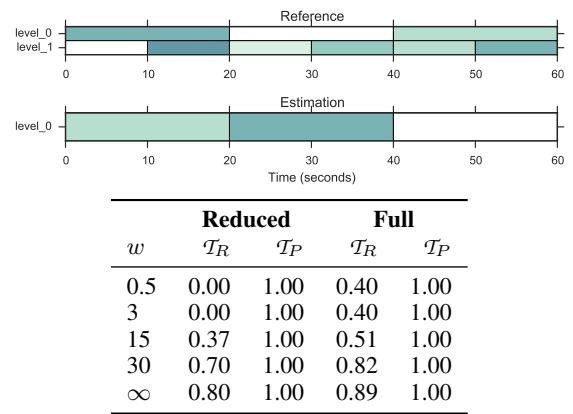 Reference
level_0
level_1
0 10 20 30 40 50 60
Estimation
level_0
0 10 20 30 40 50 60
Time (seconds)
Reduced Full
w 𝒯R 𝒯P 𝒯R 𝒯P
0.5 0.00 1.00 0.40 1.00
3 0.00 1.00 0.40 1.00
15 0.37 1.00 0.51 1.00
30 0.70 1.00 0.82 1.00
∞ 0.80 1.00 0.89 1.00